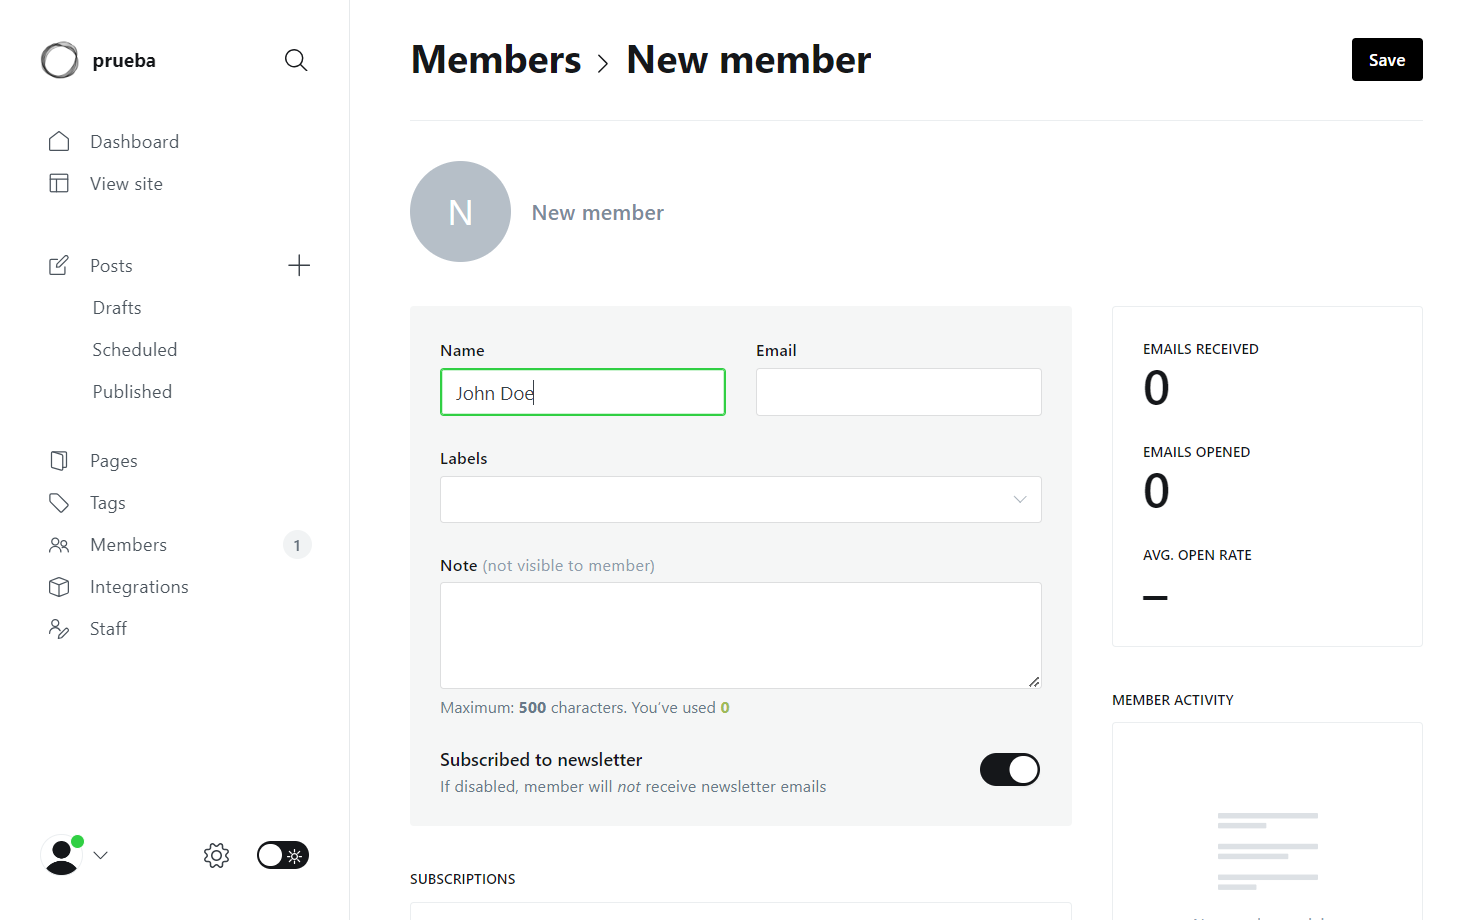 prueba
Dashboard
View site
Posts
Drafts
Scheduled
Published
Pages
Tags
Members 1
Integrations
Staff
Members > New member
Save
N
New member
Name
John Doe
Email
Labels
Note (not visible to member)
Maximum: 500 characters. You've used 0
Subscribed to newsletter
If disabled, member will not receive newsletter emails
SUBSCRIPTIONS
EMAILS RECEIVED
0
EMAILS OPENED
0
AVG. OPEN RATE
–
MEMBER ACTIVITY